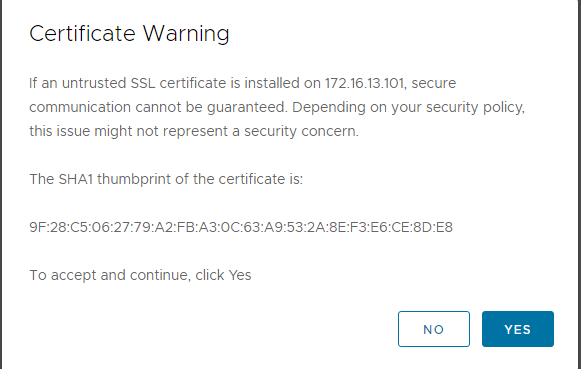 Certificate Warning
If an untrusted SSL certificate is installed on 172.16.13.101, secure
communication cannot be guaranteed. Depending on your security policy,
this issue might not represent a security concern.
The SHA1 thumbprint of the certificate is:
9F:28:C5:06:27:79:A2:FB:A3:0C:63:A9:53:2A:8E:F3:E6:CE:8D:E8
To accept and continue, click Yes
NO YES